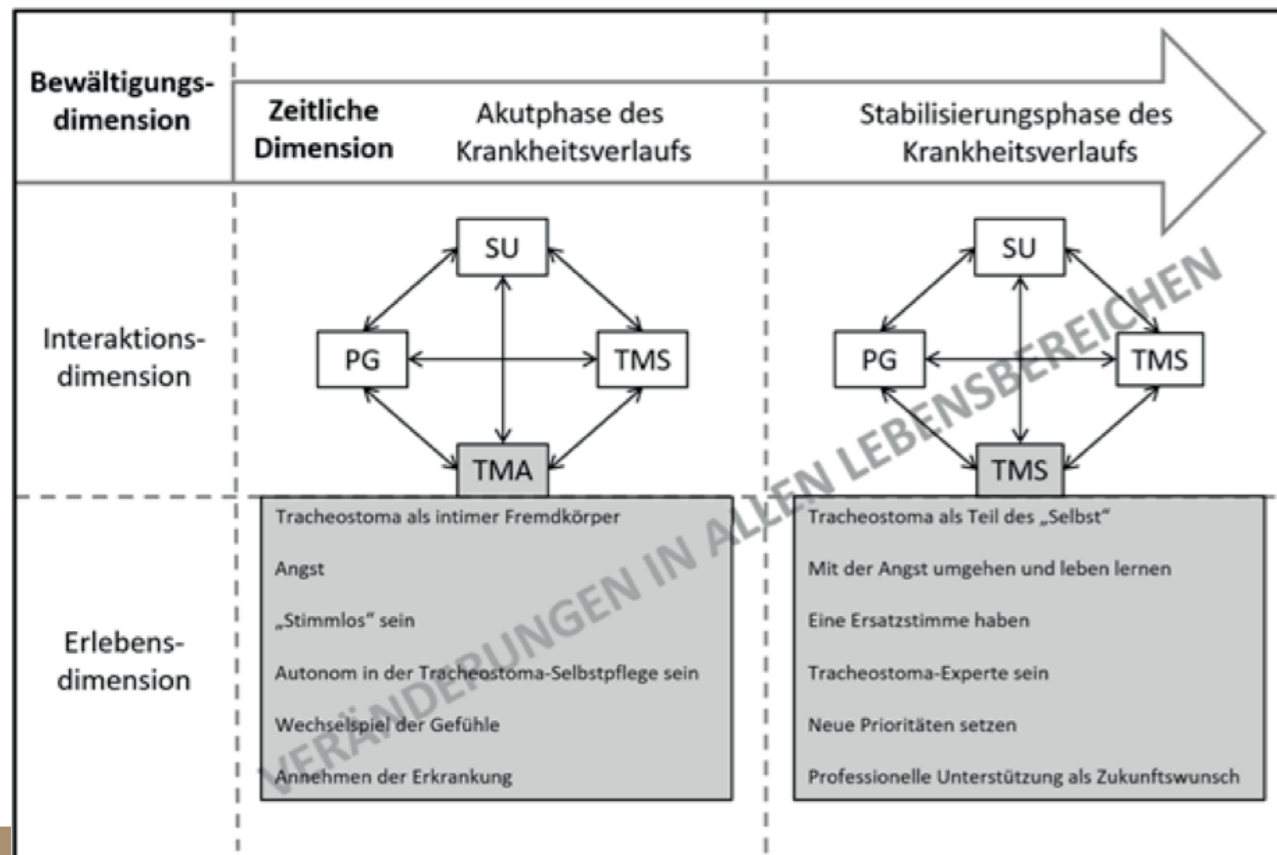 Bewältigungs-
dimension
Zeitliche
Dimension
Akutphase des
Krankheitsverlaufs
Stabilisierungsphase des
Krankheitsverlaufs
Interaktions-
dimension
SU
PG
TMS
TMA
SU
PG
TMS
TMS
Erlebens-
dimension
Tracheostoma als intimer Fremdkörper
Angst
„Stimmlos“ sein
Autonom in der Tracheostoma-Selbstpflege sein
Wechselspiel der Gefühle
Annehmen der Erkrankung
Tracheostoma als Teil des „Selbst“
Mit der Angst umgehen und leben lernen
Eine Ersatzstimme haben
Tracheostoma-Experte sein
Neue Prioritäten setzen
Professionelle Unterstützung als Zukunftswunsch
VERÄNDERUNGEN IN ALLEN LEBENSBEREICHEN